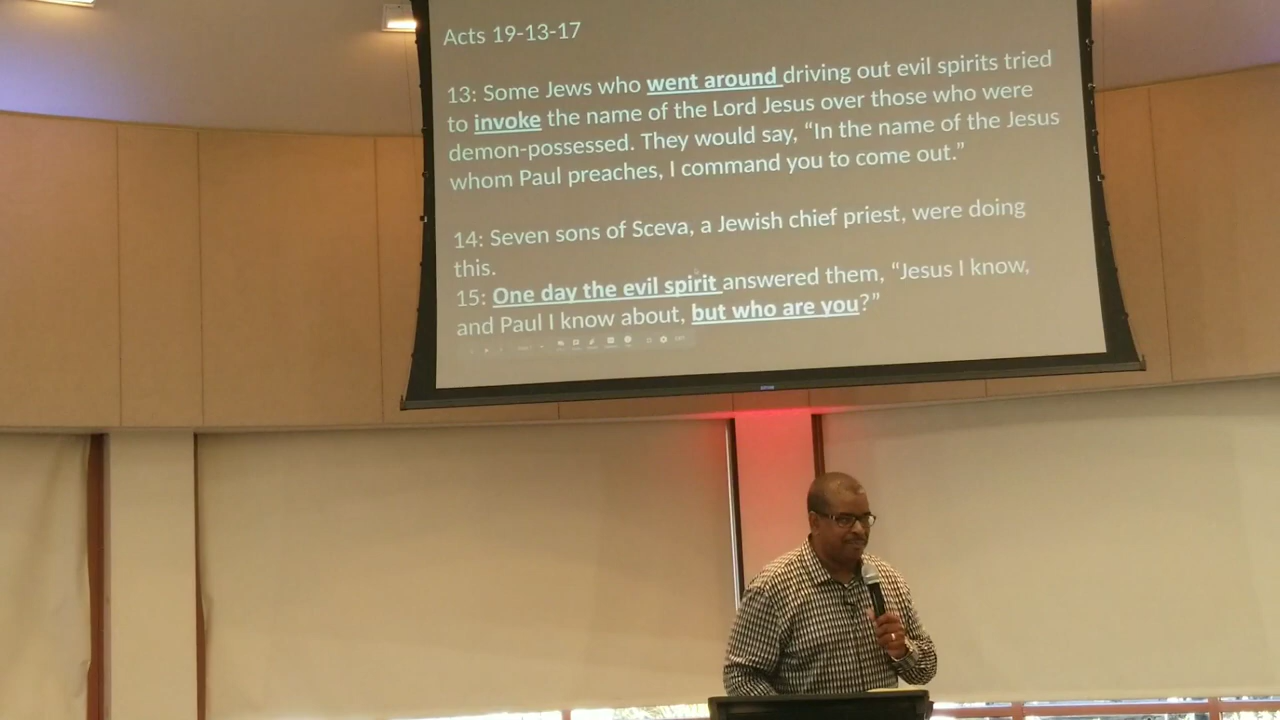 Acts 19-13-17
13: Some Jews who went around driving out evil spirits tried
to invoke the name of the Lord Jesus over those who were
demon-possessed. They would say, “In the name of the Jesus
whom Paul preaches, I command you to come out.”
14: Seven sons of Sceva, a Jewish chief priest, were doing
this.
15: One day the evil spirit answered them, “Jesus I know,
and Paul I know about, but who are you?”